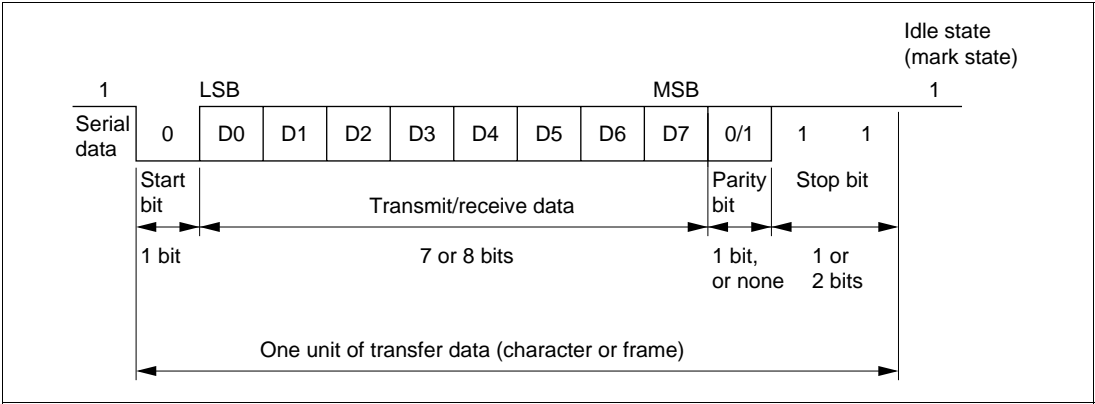 Idle state
(mark state)
1 LSB MSB 1
Serial
data
0 D0 D1 D2 D3 D4 D5 D6 D7 0/1 1 1
Start
bit
Transmit/receive data
Parity
bit
Stop bit
1 bit
7 or 8 bits
1 bit,
or none
1 or
2 bits
One unit of transfer data (character or frame)